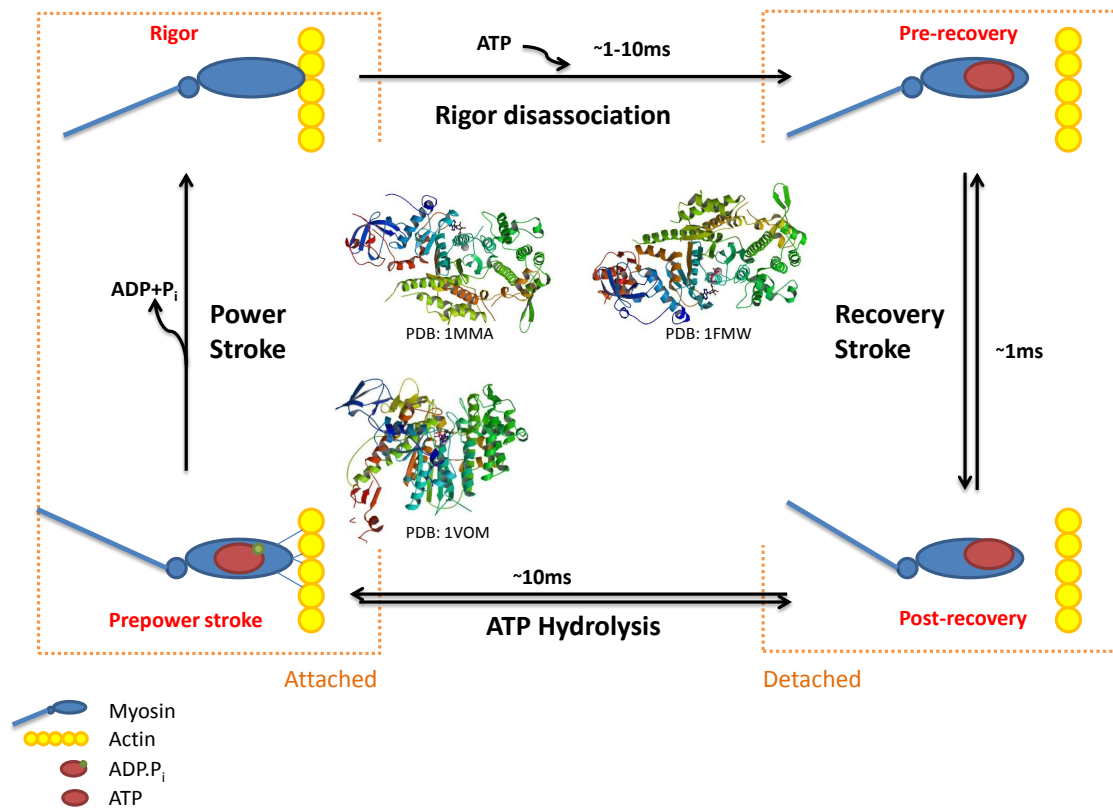 Rigor
ATP
~1-10ms
Pre-recovery
Rigor disassociation
ADP+Pi
Power
Stroke
PDB: 1MMA
PDB: 1FMW
Recovery
Stroke
~1ms
PDB: 1VOM
~10ms
Prepower stroke
ATP Hydrolysis
Post-recovery
Attached
Detached
Myosin
Actin
ADP.Pi
ATP